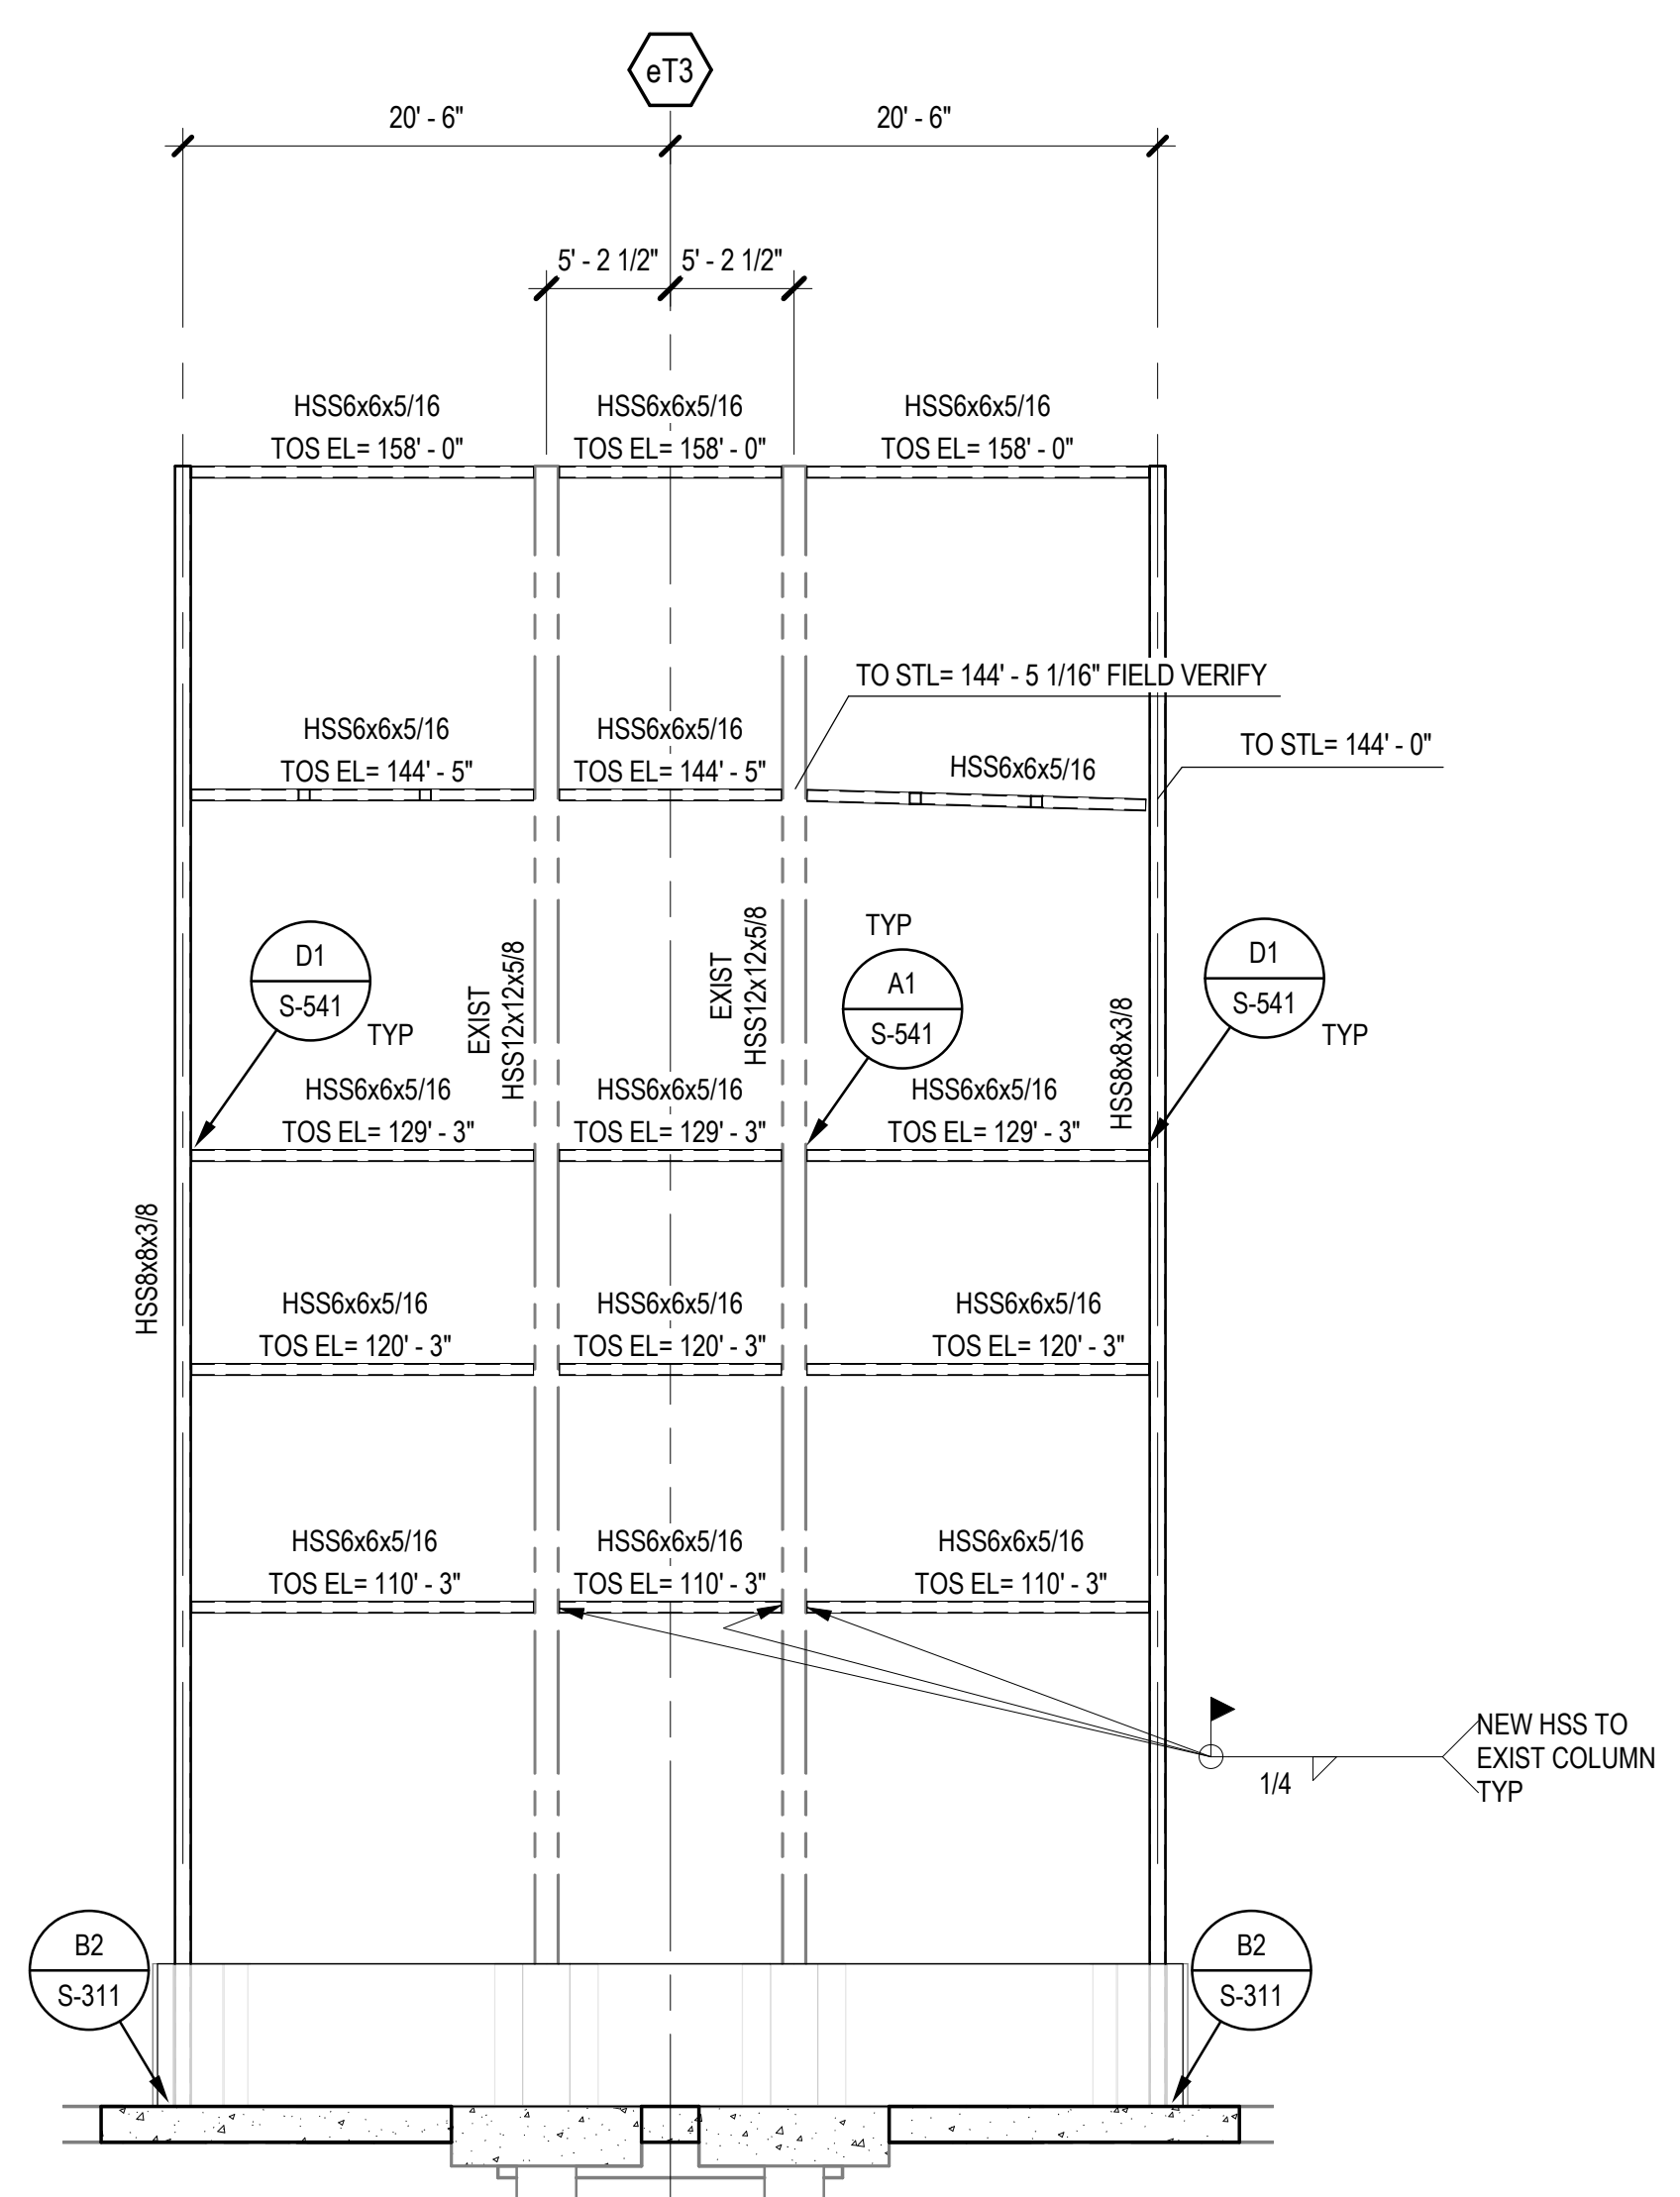 eT3
20' - 6"
20' - 6"
5' - 2 1/2"
5' - 2 1/2"
HSS6x6x5/16
TOS EL= 158' - 0"
HSS6x6x5/16
TOS EL= 158' - 0"
HSS6x6x5/16
TOS EL= 158' - 0"
TO STL= 144' - 5 1/16" FIELD VERIFY
TO STL= 144' - 0"
HSS6x6x5/16
TOS EL= 144' - 5"
HSS6x6x5/16
TOS EL= 144' - 5"
HSS6x6x5/16
D1
S-541
TYP
EXIST
HSS12x12x5/8
EXIST
HSS12x12x5/8
TYP
A1
S-541
HSS8x8x3/8
D1
S-541
TYP
HSS6x6x5/16
TOS EL= 129' - 3"
HSS6x6x5/16
TOS EL= 129' - 3"
HSS6x6x5/16
TOS EL= 129' - 3"
HSS8x8x3/8
HSS6x6x5/16
TOS EL= 120' - 3"
HSS6x6x5/16
TOS EL= 120' - 3"
HSS6x6x5/16
TOS EL= 120' - 3"
HSS6x6x5/16
TOS EL= 110' - 3"
HSS6x6x5/16
TOS EL= 110' - 3"
HSS6x6x5/16
TOS EL= 110' - 3"
1/4
NEW HSS TO
EXIST COLUMN
TYP
B2
S-311
B2
S-311